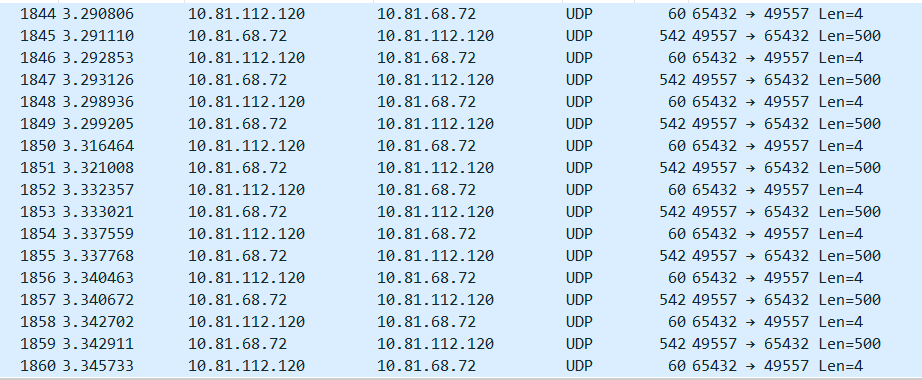 1844 3.290806 10.81.112.120 10.81.68.72 UDP 60 65432 → 49557 Len=4
1845 3.291110 10.81.68.72 10.81.112.120 UDP 542 49557 → 65432 Len=500
1846 3.292853 10.81.112.120 10.81.68.72 UDP 60 65432 → 49557 Len=4
1847 3.293126 10.81.68.72 10.81.112.120 UDP 542 49557 → 65432 Len=500
1848 3.298936 10.81.112.120 10.81.68.72 UDP 60 65432 → 49557 Len=4
1849 3.299205 10.81.68.72 10.81.112.120 UDP 542 49557 → 65432 Len=500
1850 3.316464 10.81.112.120 10.81.68.72 UDP 60 65432 → 49557 Len=4
1851 3.321008 10.81.68.72 10.81.112.120 UDP 542 49557 → 65432 Len=500
1852 3.332357 10.81.112.120 10.81.68.72 UDP 60 65432 → 49557 Len=4
1853 3.333021 10.81.68.72 10.81.112.120 UDP 542 49557 → 65432 Len=500
1854 3.337559 10.81.112.120 10.81.68.72 UDP 60 65432 → 49557 Len=4
1855 3.337768 10.81.68.72 10.81.112.120 UDP 542 49557 → 65432 Len=500
1856 3.340463 10.81.112.120 10.81.68.72 UDP 60 65432 → 49557 Len=4
1857 3.340672 10.81.68.72 10.81.112.120 UDP 542 49557 → 65432 Len=500
1858 3.342702 10.81.112.120 10.81.68.72 UDP 60 65432 → 49557 Len=4
1859 3.342911 10.81.68.72 10.81.112.120 UDP 542 49557 → 65432 Len=500
1860 3.345733 10.81.112.120 10.81.68.72 UDP 60 65432 → 49557 Len=4